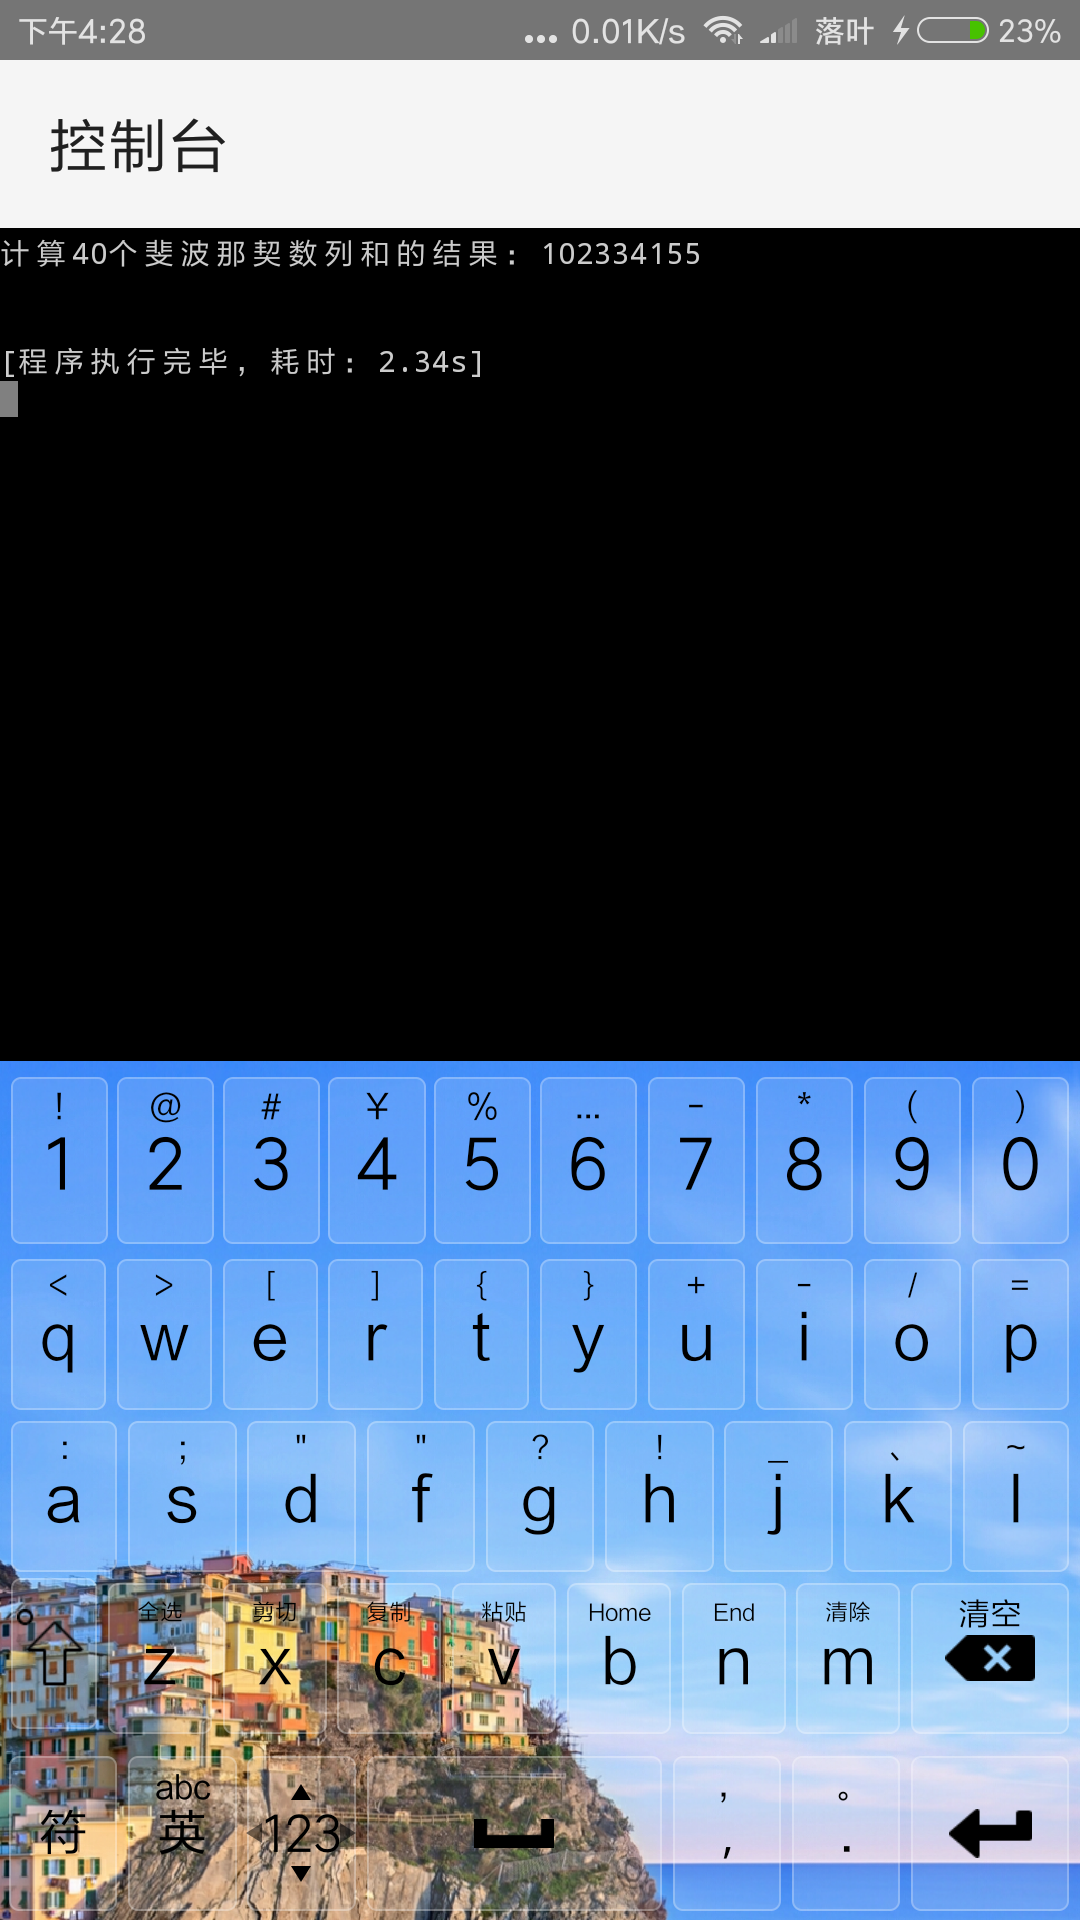 下午4:28 ... 0.01K/s 落叶 23%
控制台
计算40个斐波那契数列和的结果：102334155
[程序执行完毕，耗时：2.34s]
! @ # ¥ % ... - * ( )
1 2 3 4 5 6 7 8 9 0
< > [ ] { } + - / =
q w e r t y u i o p
: ; " " ? ! _ 、 ~
a s d f g h j k l
全选 剪切 复制 粘贴 Home End 清除 清空
z x c v b n m
abc , 。
符 英 123 , .